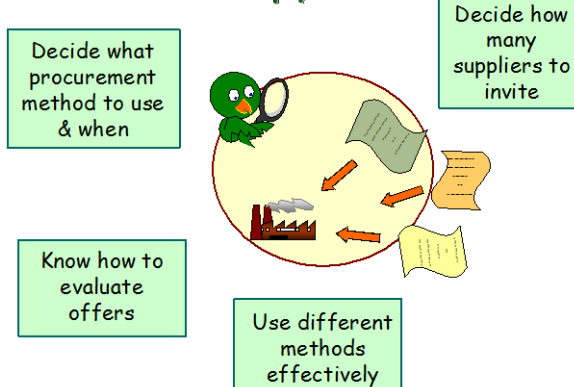 Decide how
many
suppliers to
invite
Decide what
procurement
method to use
& when
Know how to
evaluate
offers
Use different
methods
effectively